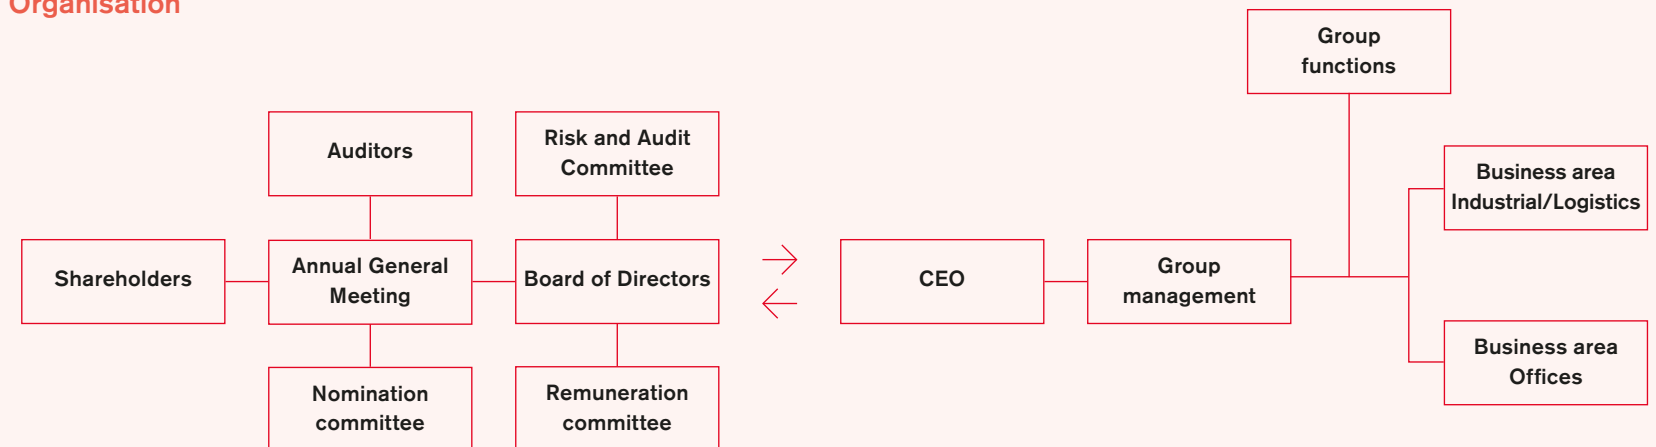 Organisation
Group
functions
Auditors
Risk and Audit
Committee
Business area
Industrial/Logistics
Shareholders
Annual General
Meeting
Board of Directors
CEO
Group
management
Business area
Offices
Nomination
committee
Remuneration
committee